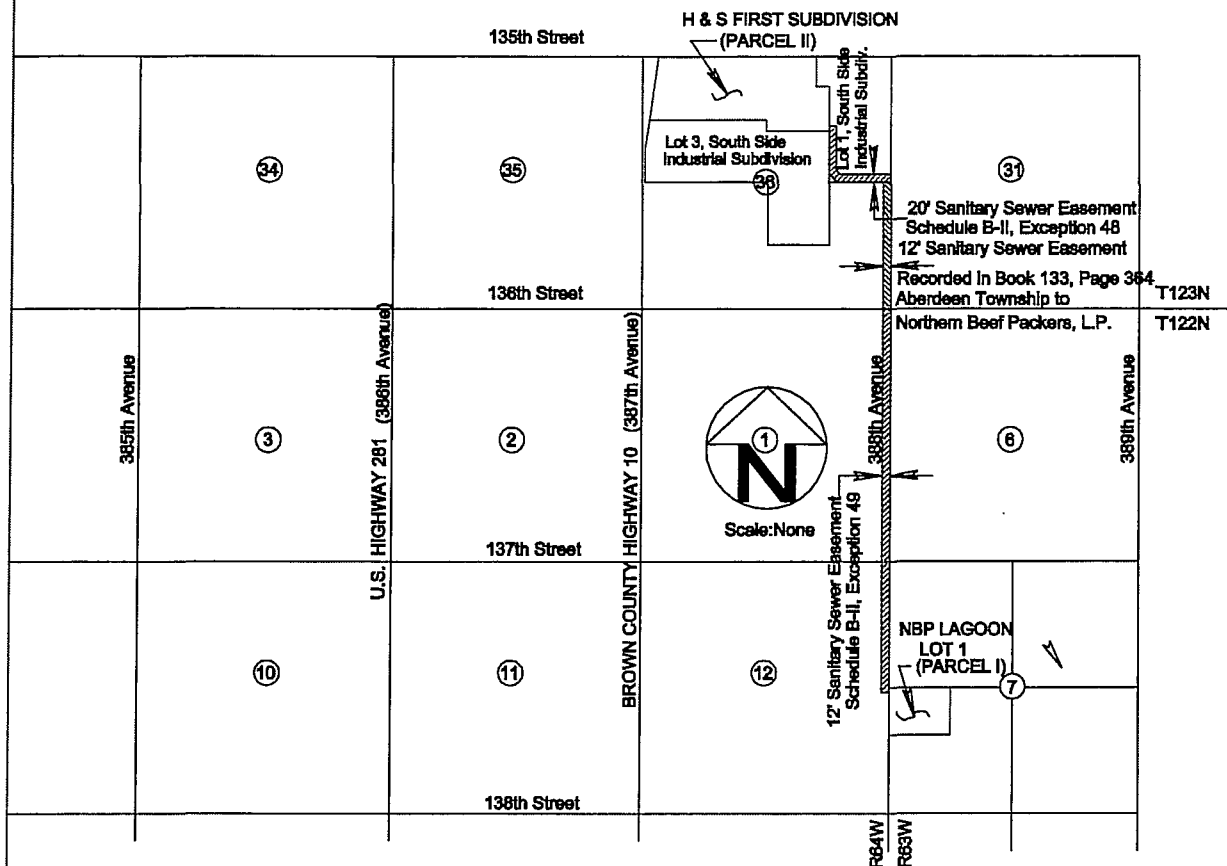 H & S FIRST SUBDIVISION
(PARCEL II)
135th Street
Lot 1, South Side
Industrial Subdiv.
Lot 3, South Side
Industrial Subdivision
34
35
36
31
20' Sanitary Sewer Easement
Schedule B-II, Exception 48
12' Sanitary Sewer Easement
Recorded in Book 133, Page 364
Aberdeen Township to
Northern Beef Packers, L.P.
136th Street
T123N
T122N
385th Avenue
U.S. HIGHWAY 281 (386th Avenue)
BROWN COUNTY HIGHWAY 10 (387th Avenue)
388th Avenue
389th Avenue
3
2
1
6
N
Scale:None
12' Sanitary Sewer Easement
Schedule B-II, Exception 49
137th Street
NBP LAGOON
LOT 1
(PARCEL I)
10
11
12
7
138th Street
R64W
R63W